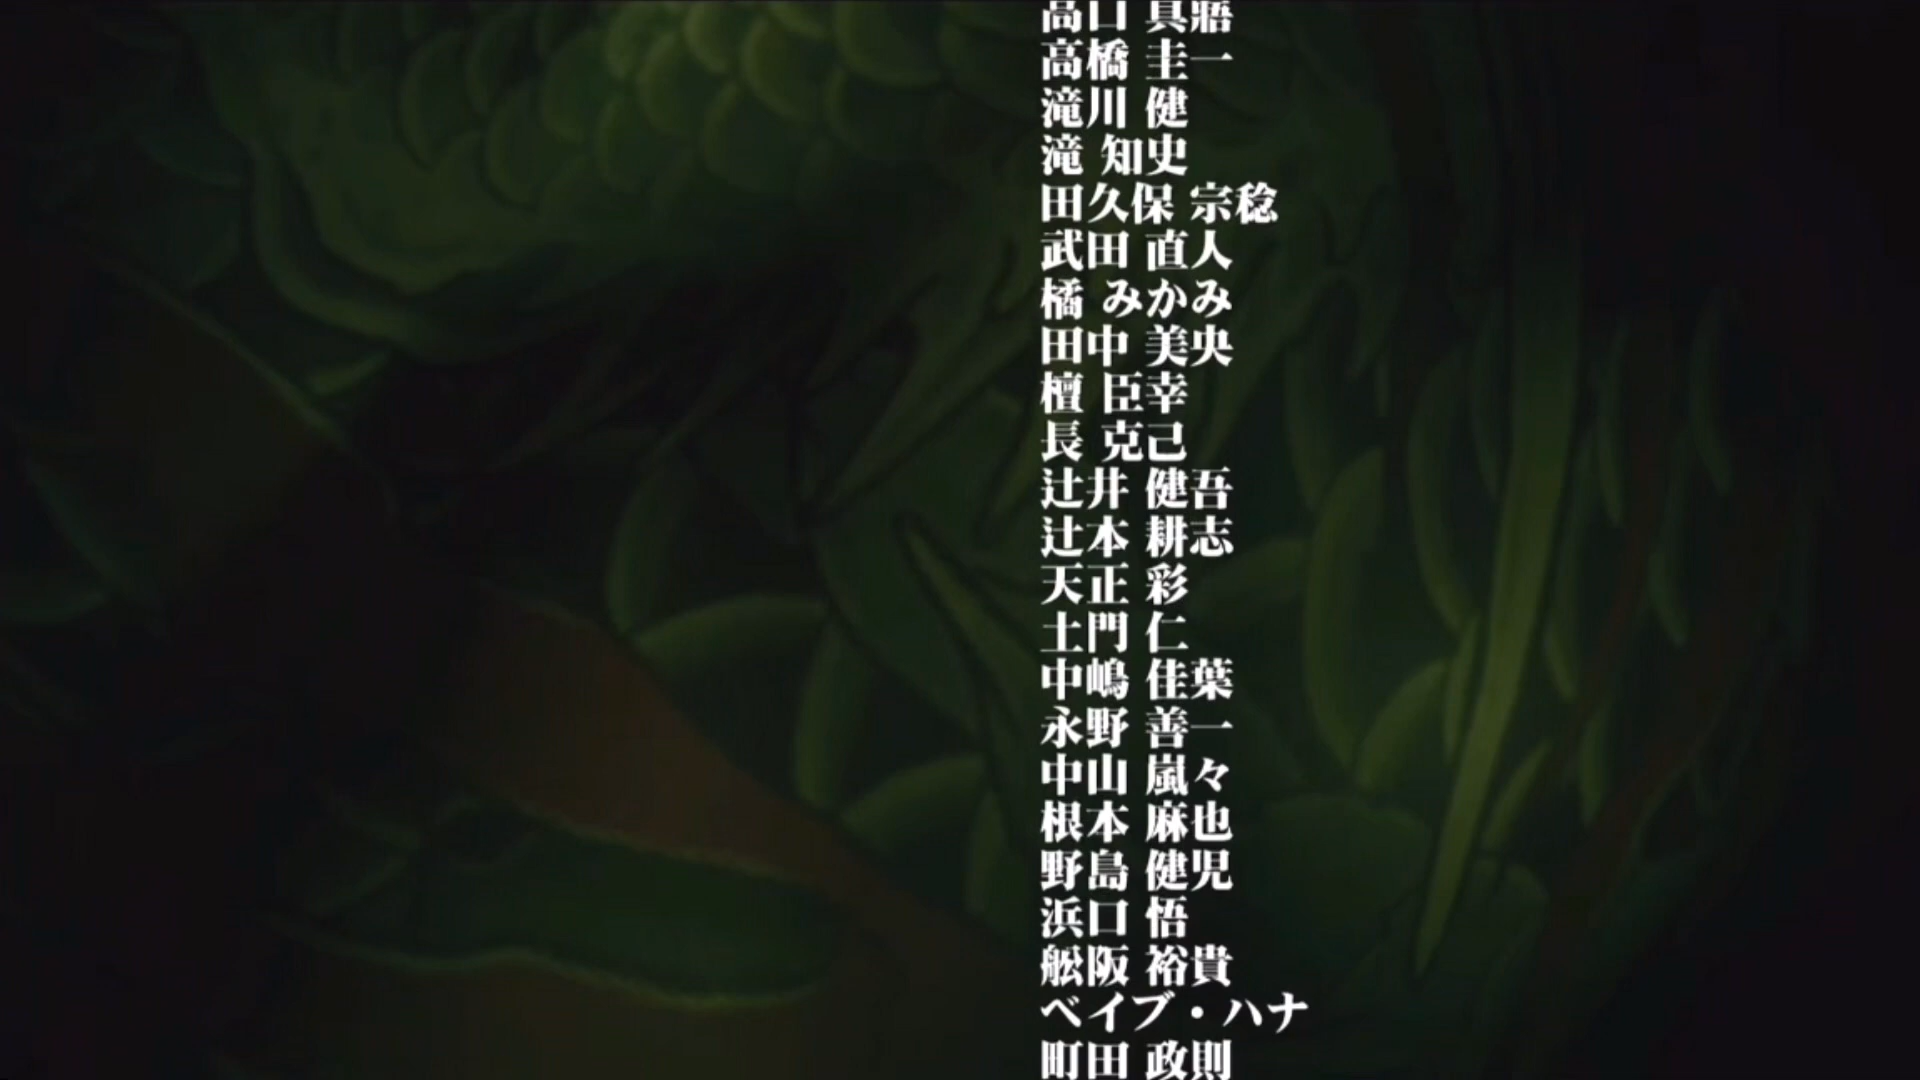 高橋 圭一
滝川 健
滝 知史
田久保 宗稔
武田 直人
橘 みかみ
田中 美央
檀 臣幸
長 克己
辻井 健吾
辻本 耕志
天正 彩
土門 仁
中嶋 佳葉
永野 善一
中山 嵐々
根本 麻也
野島 健児
浜口 悟
舩阪 裕貴
ベイブ・ハナ
町田 政則